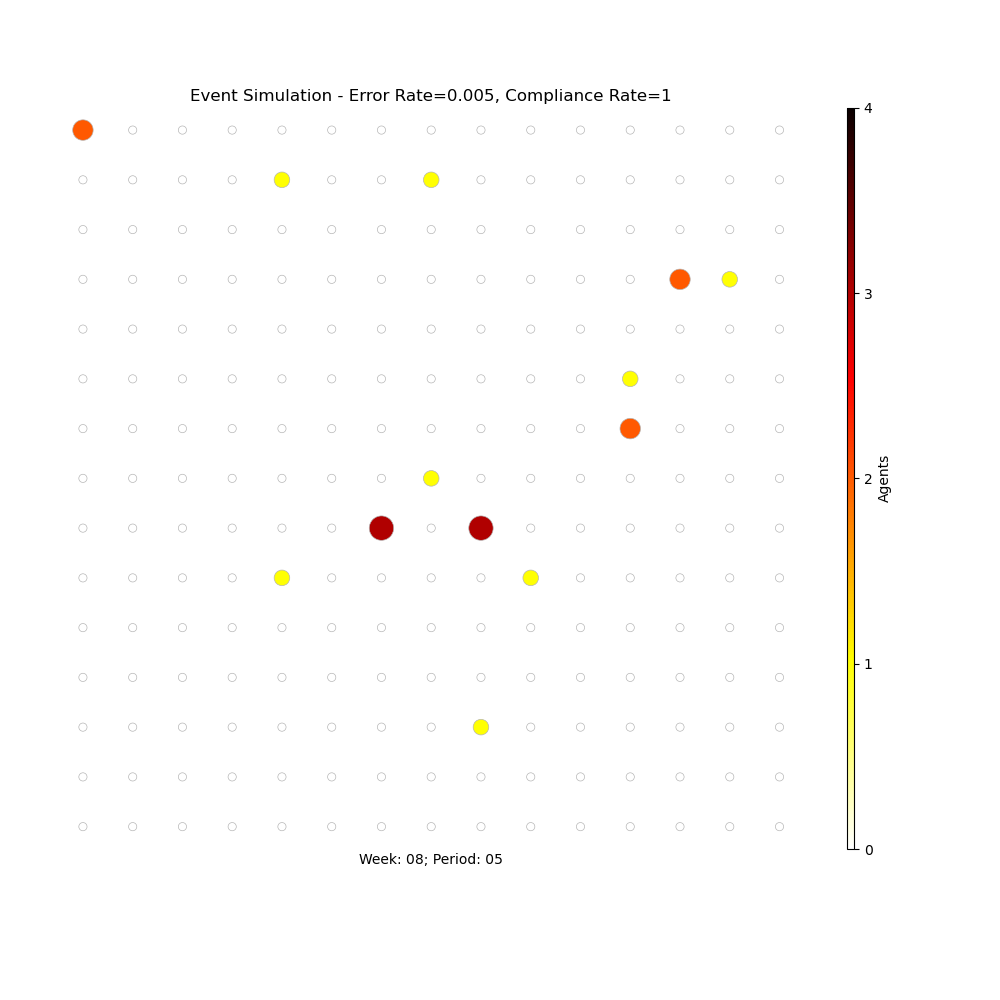 Event Simulation - Error Rate=0.005, Compliance Rate=1
4
3
2
1
0
Agents
Week: 08; Period: 05